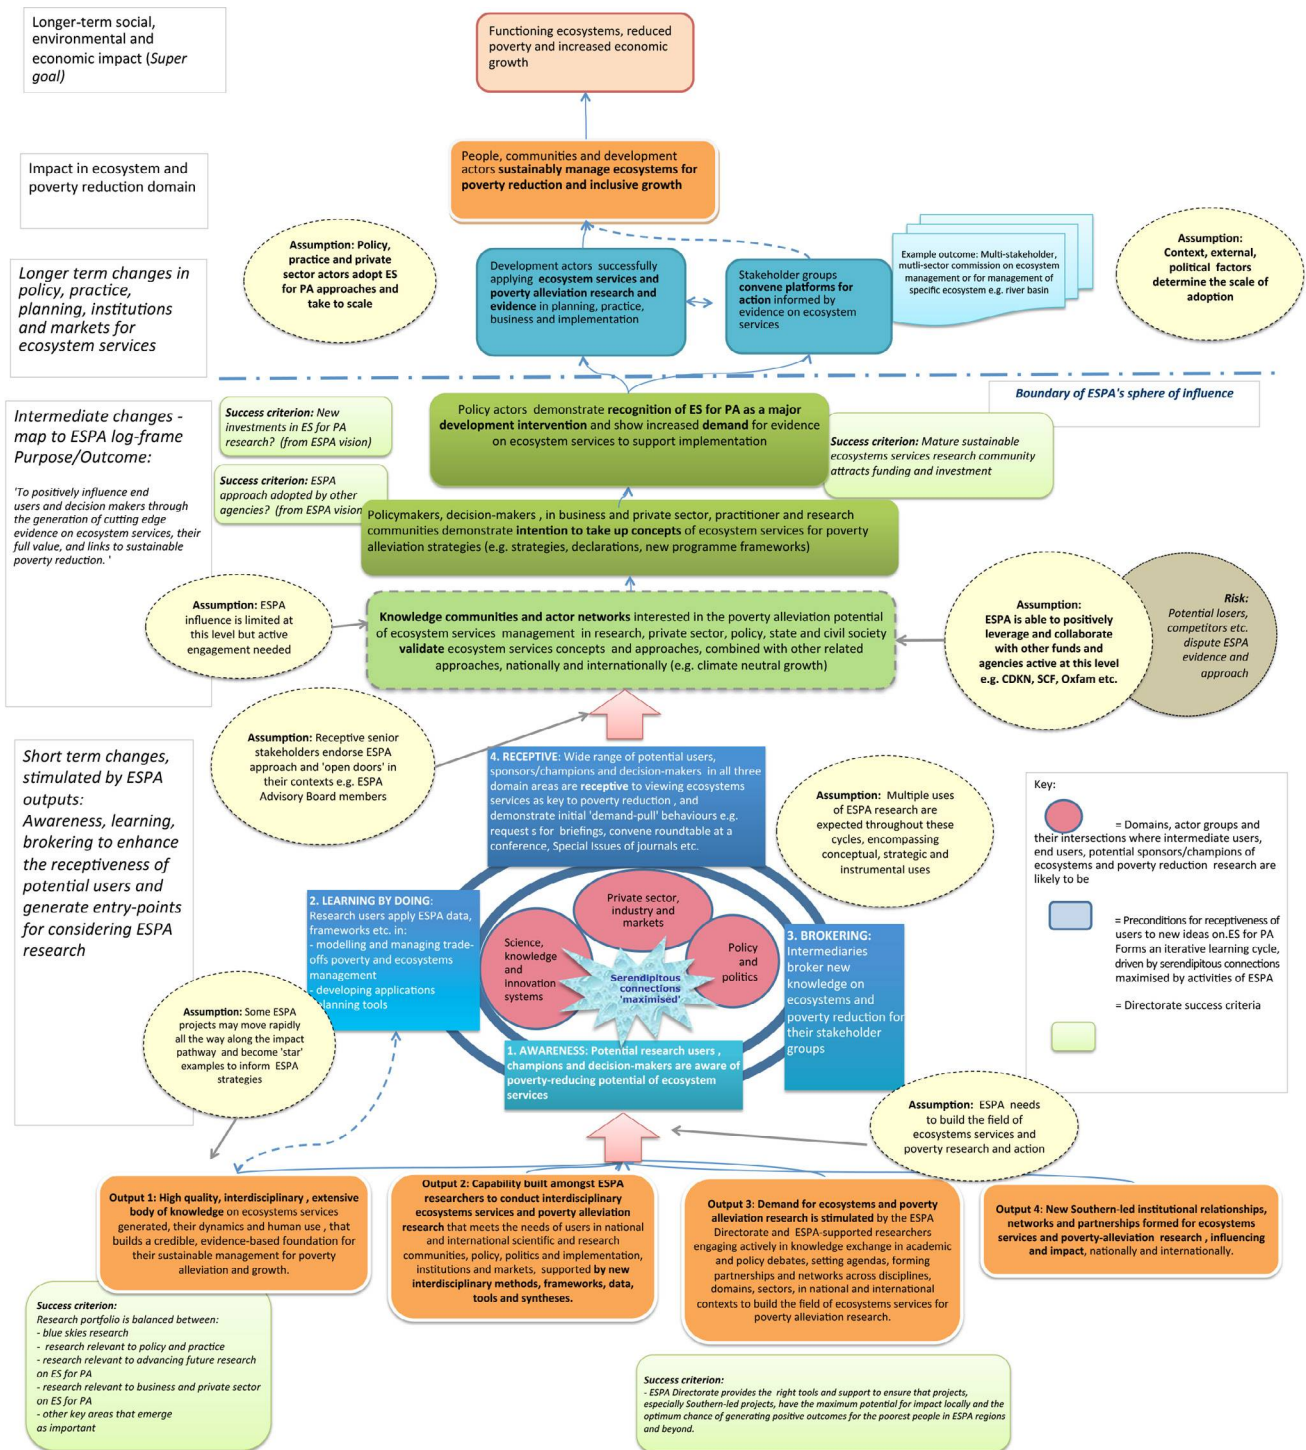 Longer-term social,
environmental and
economic impact (Super
goal)
Functioning ecosystems, reduced
poverty and increased economic
growth
Impact in ecosystem and
poverty reduction domain
People, communities and development
actors sustainably manage ecosystems for
poverty reduction and inclusive growth
Longer term changes in
policy, practice,
planning, institutions
and markets for
ecosystem services
Assumption: Policy,
practice and private
sector actors adopt ES
for PA approaches and
take to scale
Development actors successfully
applying ecosystem services and
poverty alleviation research and
evidence in planning, practice,
business and implementation
Stakeholder groups
convene platforms for
action informed by
evidence on ecosystem
services
Example outcome: Multi-stakeholder,
mutli-sector commission on ecosystem
management or for management of
specific ecosystem e.g. river basin
Assumption:
Context, external,
political factors
determine the scale of
adoption
Boundary of ESPA's sphere of influence
Intermediate changes -
map to ESPA log-frame
Purpose/Outcome:
'To positively influence end
users and decision makers through
the generation of cutting edge
evidence on ecosystem services, their
full value, and links to sustainable
poverty reduction. '
Success criterion: New
investments in ES for PA
research? (from ESPA vision)
Success criterion: ESPA
approach adopted by other
agencies? (from ESPA vision
Policy actors demonstrate recognition of ES for PA as a major
development intervention and show increased demand for evidence
on ecosystem services to support implementation
Success criterion: Mature sustainable
ecosystems services research community
attracts funding and investment
Policymakers, decision-makers , in business and private sector, practitioner and research
communities demonstrate intention to take up concepts of ecosystem services for poverty
alleviation strategies (e.g. strategies, declarations, new programme frameworks)
Assumption: ESPA
influence is limited at
this level but active
engagement needed
Knowledge communities and actor networks interested in the poverty alleviation potential
of ecosystem services management in research, private sector, policy, state and civil society
validate ecosystem services concepts and approaches, combined with other related
approaches, nationally and internationally (e.g. climate neutral growth)
Assumption:
ESPA is able to positively
leverage and collaborate
with other funds and
agencies active at this level
e.g. CDKN, SCF, Oxfam etc.
Risk:
Potential losers,
competitors etc.
dispute ESPA
evidence and
approach
Short term changes,
stimulated by ESPA
outputs:
Awareness, learning,
brokering to enhance
the receptiveness of
potential users and
generate entry-points
for considering ESPA
research
Assumption: Receptive senior
stakeholders endorse ESPA
approach and 'open doors' in
their contexts e.g. ESPA
Advisory Board members
4. RECEPTIVE: Wide range of potential users,
sponsors/champions and decision-makers in all three
domain areas are receptive to viewing ecosystems
services as key to poverty reduction , and
demonstrate initial 'demand-pull' behaviours e.g.
request s for briefings, convene roundtable at a
conference, Special Issues of journals etc.
Assumption: Multiple uses
of ESPA research are
expected throughout these
cycles, encompassing
conceptual, strategic and
instrumental uses
Key:
= Domains, actor groups and
their intersections where intermediate users,
end users, potential sponsors/champions of
ecosystems and poverty reduction research are
likely to be
= Preconditions for receptiveness of
users to new ideas on.ES for PA
Forms an iterative learning cycle,
driven by serendipitous connections
maximised by activities of ESPA
= Directorate success criteria
2. LEARNING BY DOING:
Research users apply ESPA data,
frameworks etc. in:
- modelling and managing trade-
offs poverty and ecosystems
management
- developing applications
planning tools
Private sector,
industry and
markets
Science,
knowledge
and
innovation
systems
Policy
and
politics
Serendipitous
connections
'maximised'
3. BROKERING:
Intermediaries
broker new
knowledge on
ecosystems and
poverty reduction for
their stakeholder
groups
1. AWARENESS: Potential research users ,
champions and decision-makers are aware of
poverty-reducing potential of ecosystem
services
Assumption: Some ESPA
projects may move rapidly
all the way along the impact
pathway and become 'star'
examples to inform ESPA
strategies
Assumption: ESPA needs
to build the field of
ecosystems services and
poverty research and action
Output 1: High quality, interdisciplinary , extensive
body of knowledge on ecosystems services
generated, their dynamics and human use , that
builds a credible, evidence-based foundation for
their sustainable management for poverty
alleviation and growth.
Output 2: Capability built amongst ESPA
researchers to conduct interdisciplinary
ecosystems services and poverty alleviation
research that meets the needs of users in national
and international scientific and research
communities, policy, politics and implementation,
institutions and markets, supported by new
interdisciplinary methods, frameworks, data,
tools and syntheses.
Output 3: Demand for ecosystems and poverty
alleviation research is stimulated by the ESPA
Directorate and ESPA-supported researchers
engaging actively in knowledge exchange in academic
and policy debates, setting agendas, forming
partnerships and networks across disciplines,
domains, sectors, in national and international
contexts to build the field of ecosystems services for
poverty alleviation research.
Output 4: New Southern-led institutional relationships,
networks and partnerships formed for ecosystems
services and poverty-alleviation research , influencing
and impact, nationally and internationally.
Success criterion:
Research portfolio is balanced between:
- blue skies research
- research relevant to policy and practice
- research relevant to advancing future research
on ES for PA
- research relevant to business and private sector
on ES for PA
- other key areas that emerge
as important
Success criterion:
- ESPA Directorate provides the right tools and support to ensure that projects,
especially Southern-led projects, have the maximum potential for impact locally and the
optimum chance of generating positive outcomes for the poorest people in ESPA regions
and beyond.